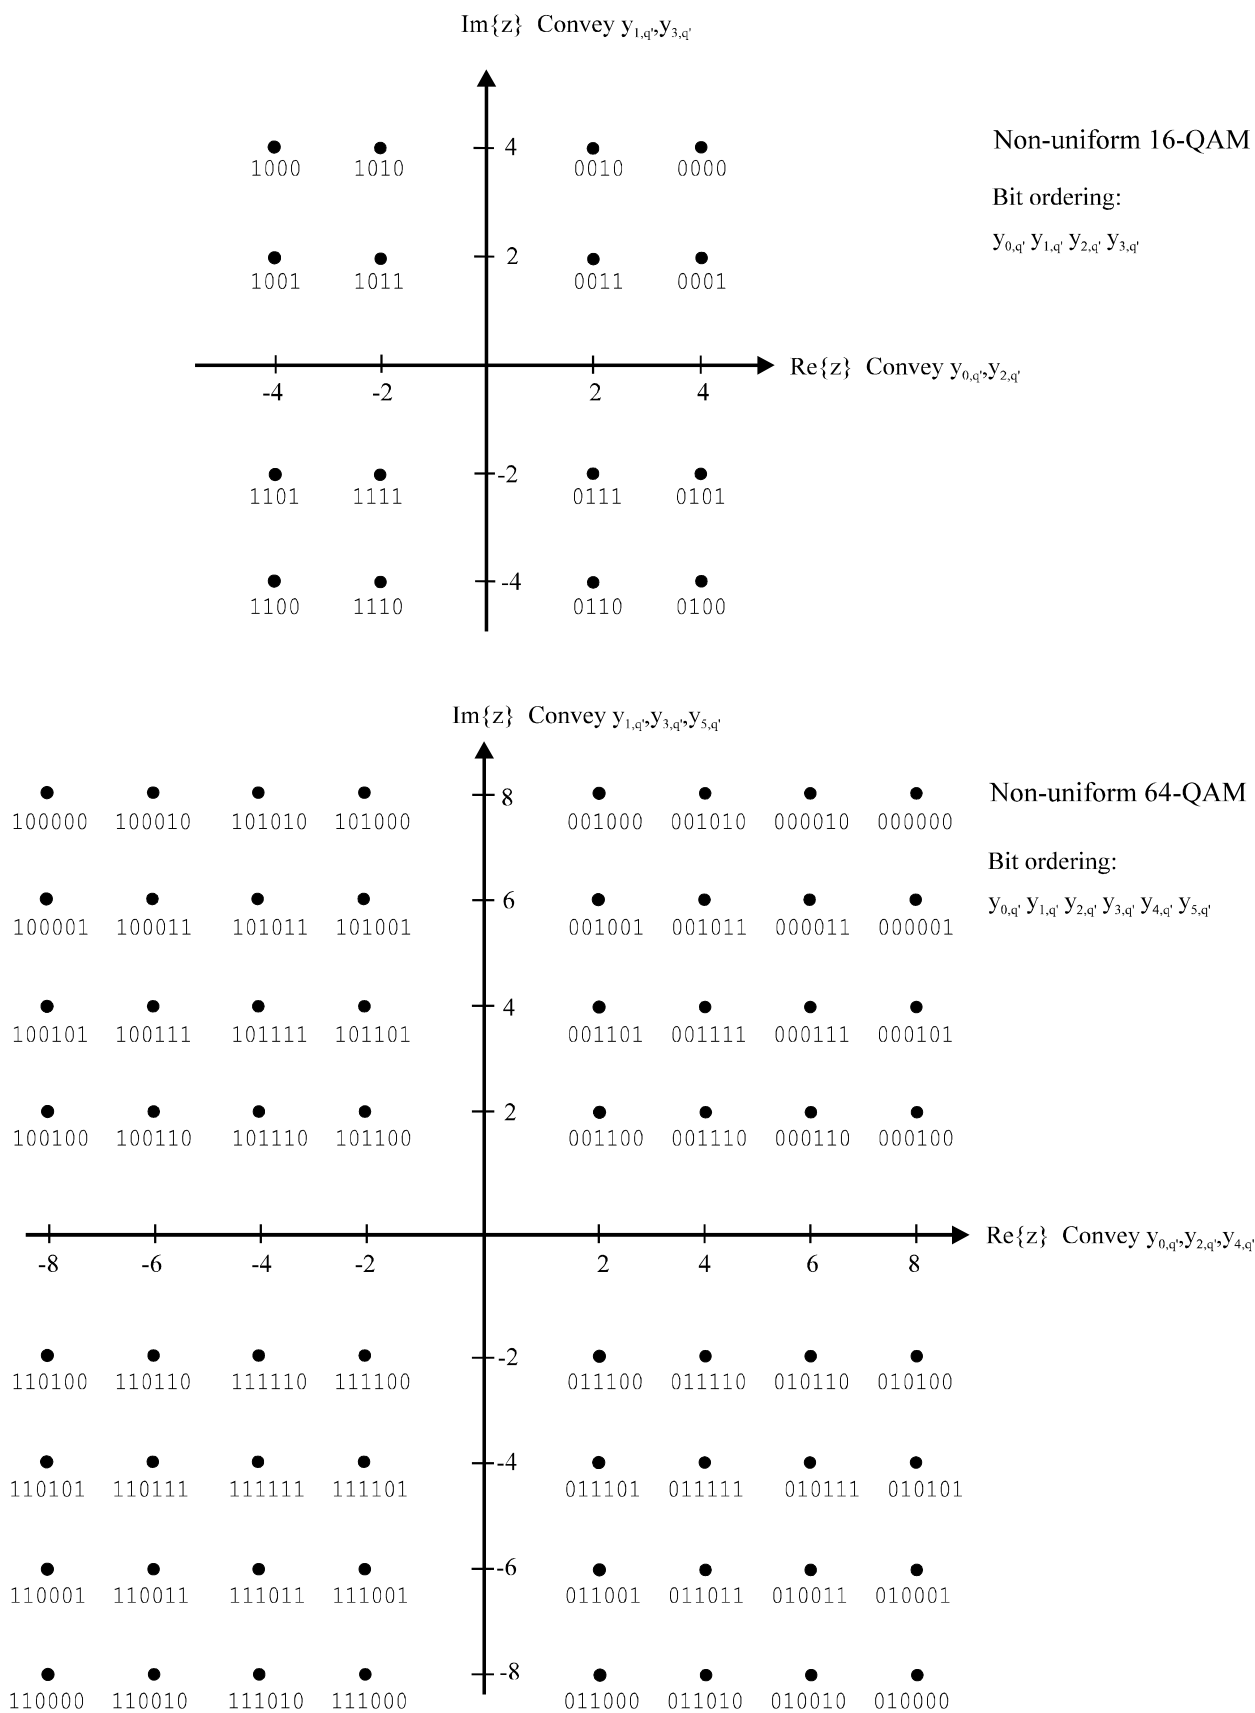 Im{z} Convey y1,q',y3,q'
4
Non-uniform 16-QAM
1000 1010 0010 0000
Bit ordering:
y0,q' y1,q' y2,q' y3,q'
2
1001 1011 0011 0001
Re{z} Convey y0,q',y2,q'
-4 -2 2 4
-2
1101 1111 0111 0101
-4
1100 1110 0110 0100
Im{z} Convey y1,q',y3,q',y5,q'
8
Non-uniform 64-QAM
100000 100010 101010 101000 001000 001010 000010 000000
Bit ordering:
6
y0,q' y1,q' y2,q' y3,q' y4,q' y5,q'
100001 100011 101011 101001 001001 001011 000011 000001
4
100101 100111 101111 101101 001101 001111 000111 000101
2
100100 100110 101110 101100 001100 001110 000110 000100
Re{z} Convey y0,q',y2,q',y4,q'
-8 -6 -4 -2 2 4 6 8
-2
110100 110110 111110 111100 011100 011110 010110 010100
-4
110101 110111 111111 111101 011101 011111 010111 010101
-6
110001 110011 111011 111001 011001 011011 010011 010001
-8
110000 110010 111010 111000 011000 011010 010010 010000